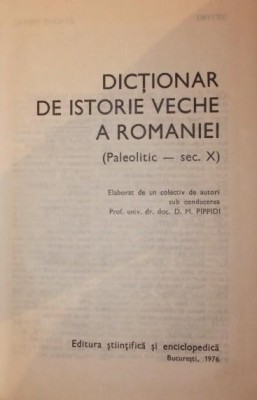 DICȚIONAR
DE ISTORIE VECHE
A ROMANIEI
(Paleolitic — sec. X)
Elaborat de un colectiv de autori
sub conducerea
Prof. univ. dr. doc. D. M. PIPPIDI
Editura științifică și enciclopedică
București, 1976